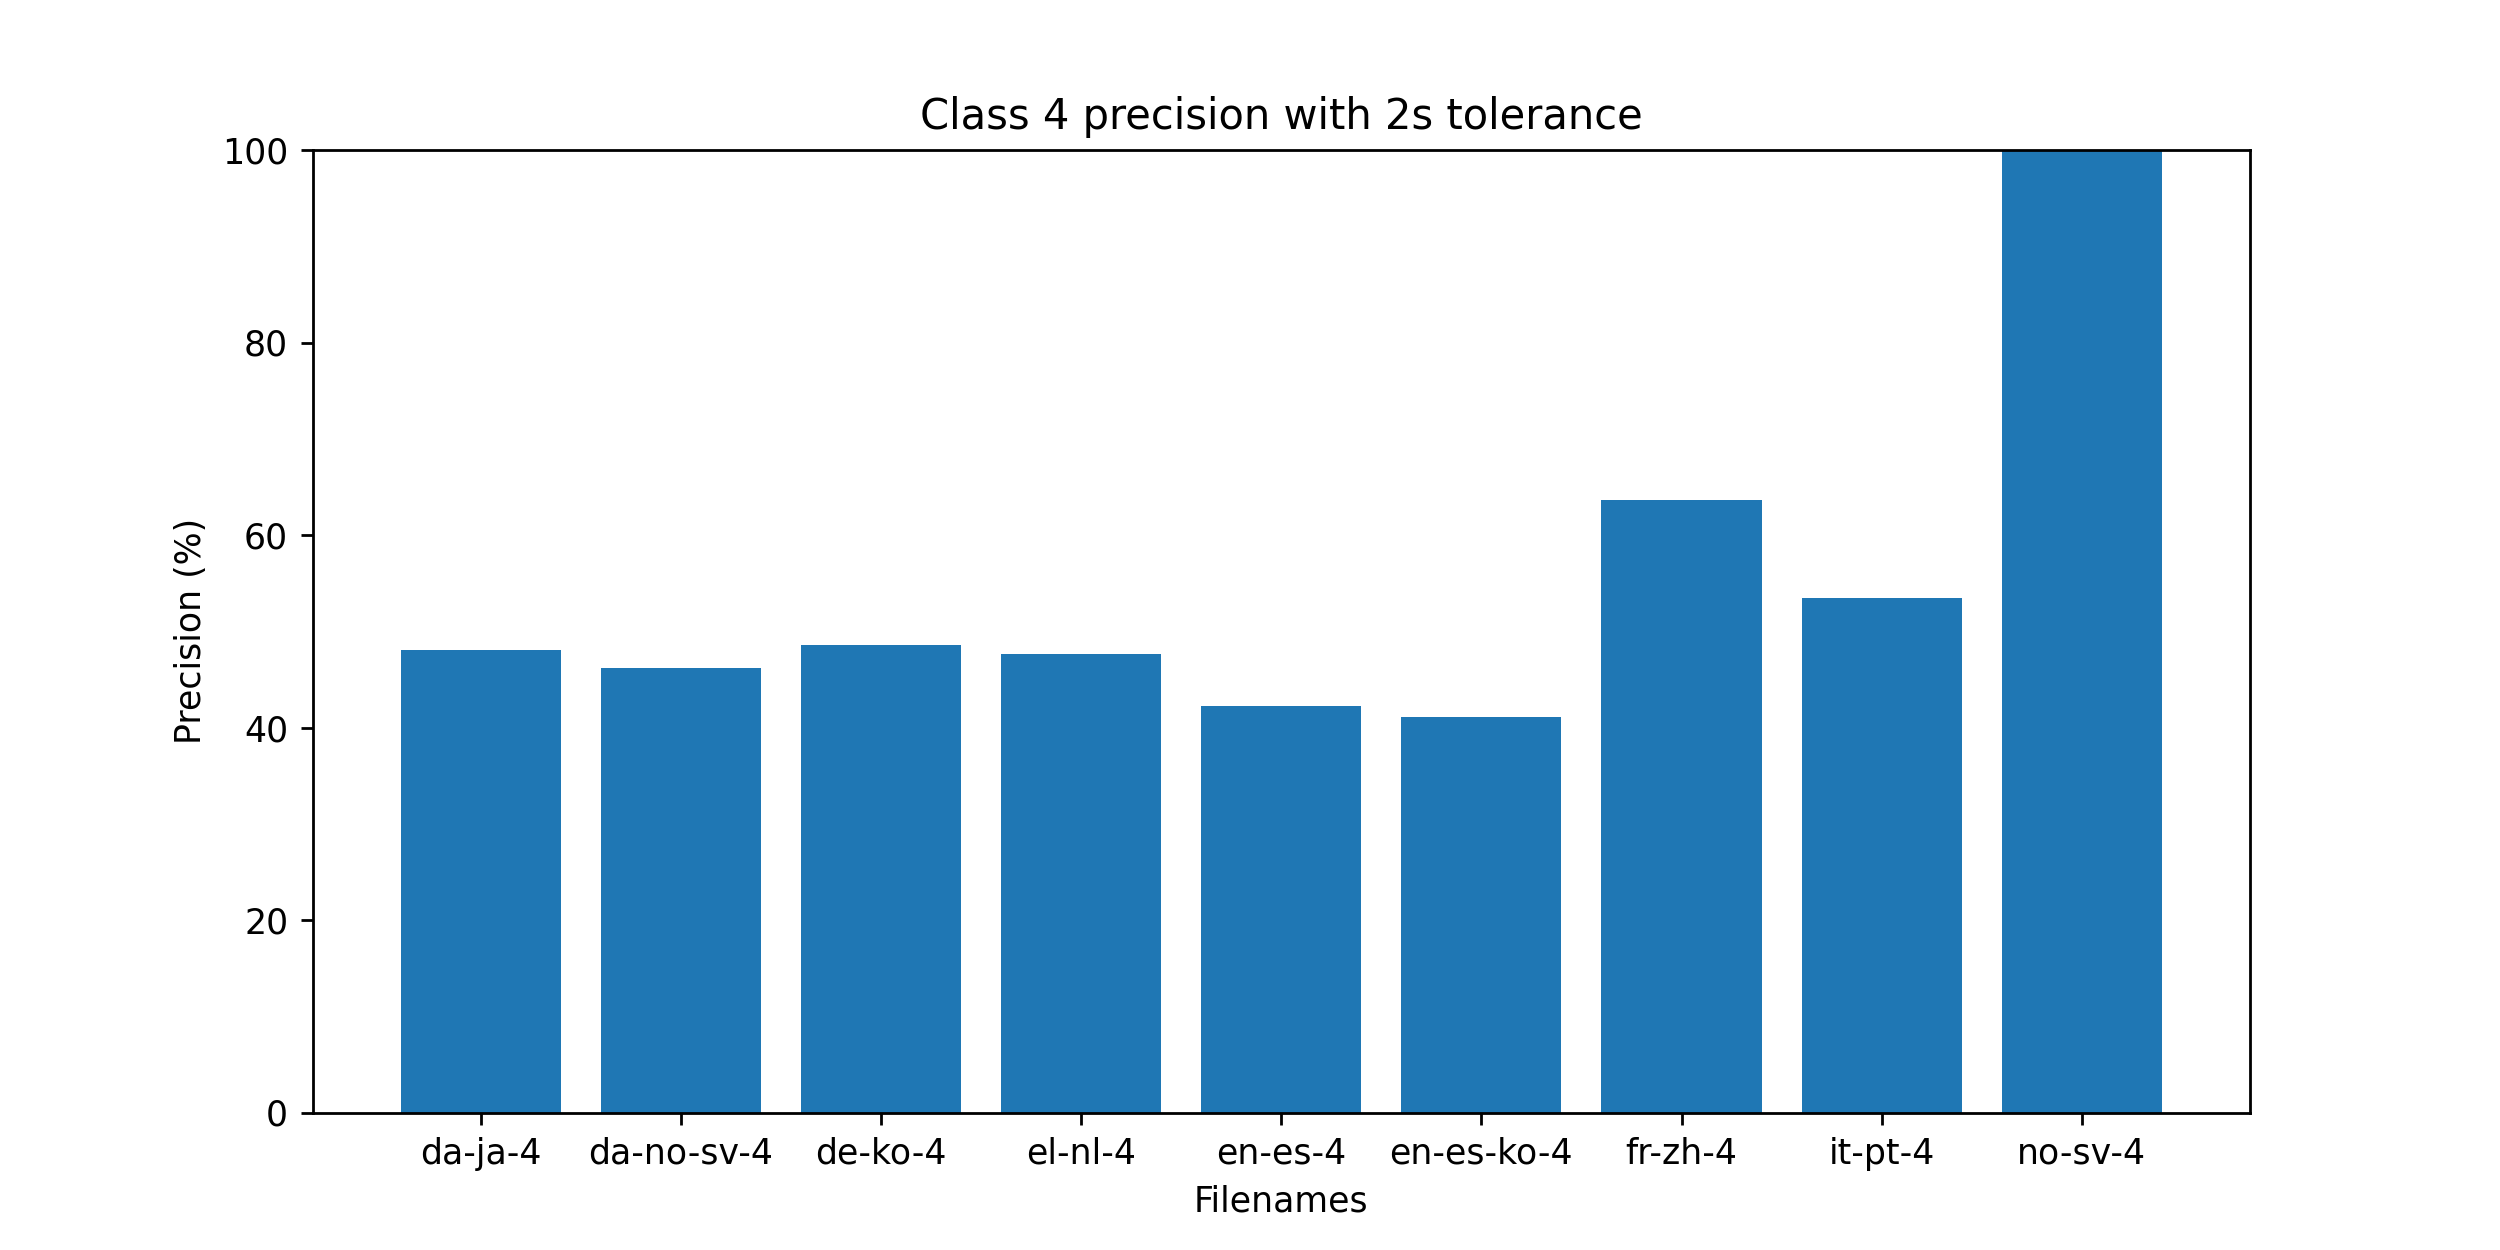 Class 4 precision with 2s tolerance
100
80
60
40
20
0
Precision (%)
da-ja-4 da-no-sv-4 de-ko-4 el-nl-4 en-es-4 en-es-ko-4 fr-zh-4 it-pt-4 no-sv-4
Filenames